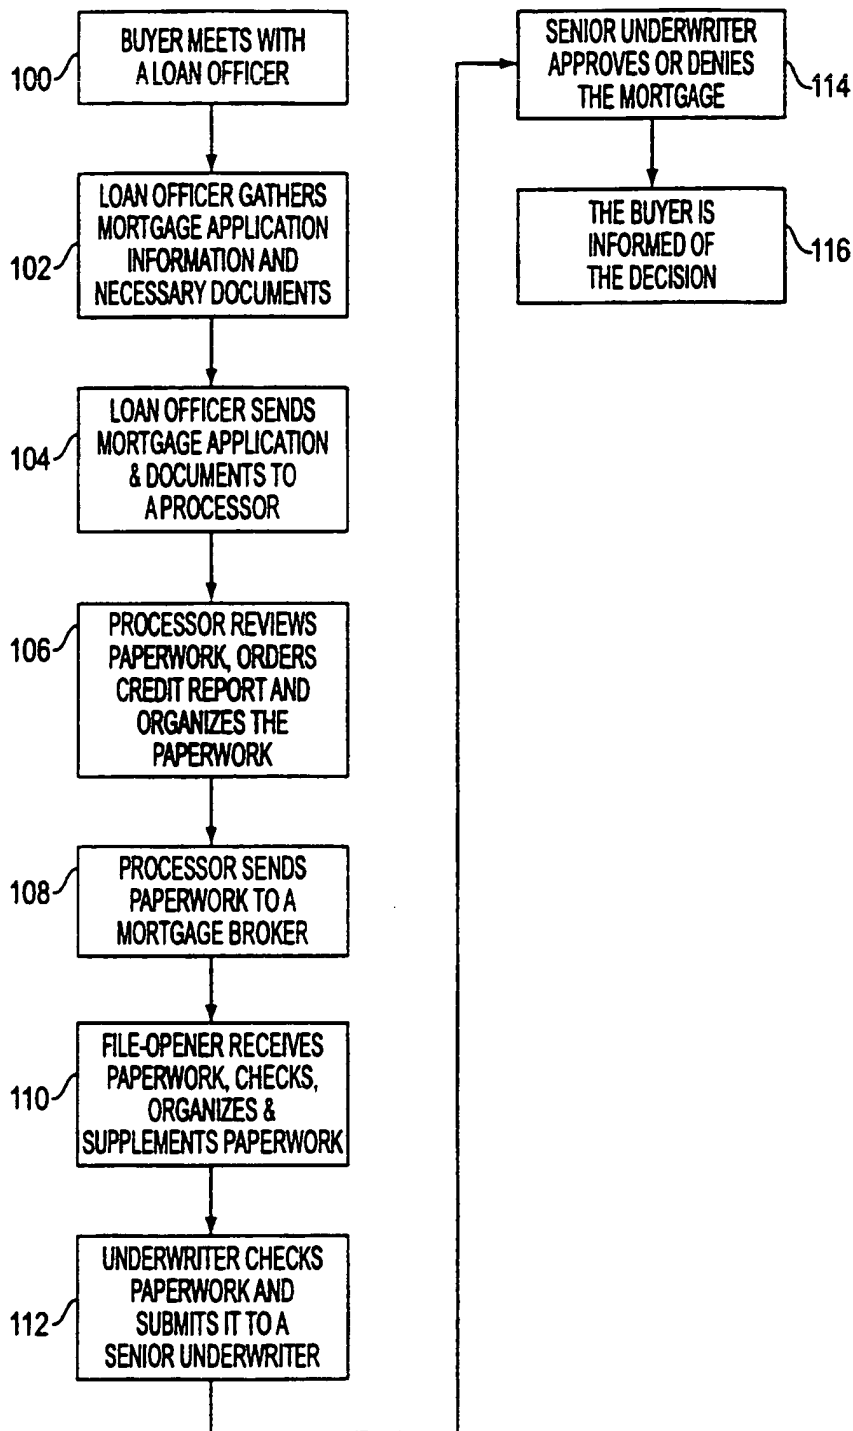 100
BUYER MEETS WITH
A LOAN OFFICER
102
LOAN OFFICER GATHERS
MORTGAGE APPLICATION
INFORMATION AND
NECESSARY DOCUMENTS
104
LOAN OFFICER SENDS
MORTGAGE APPLICATION
& DOCUMENTS TO
A PROCESSOR
106
PROCESSOR REVIEWS
PAPERWORK, ORDERS
CREDIT REPORT AND
ORGANIZES THE
PAPERWORK
108
PROCESSOR SENDS
PAPERWORK TO A
MORTGAGE BROKER
110
FILE-OPENER RECEIVES
PAPERWORK, CHECKS,
ORGANIZES &
SUPPLEMENTS PAPERWORK
112
UNDERWRITER CHECKS
PAPERWORK AND
SUBMITS IT TO A
SENIOR UNDERWRITER
SENIOR UNDERWRITER
APPROVES OR DENIES
THE MORTGAGE
114
THE BUYER IS
INFORMED OF
THE DECISION
116